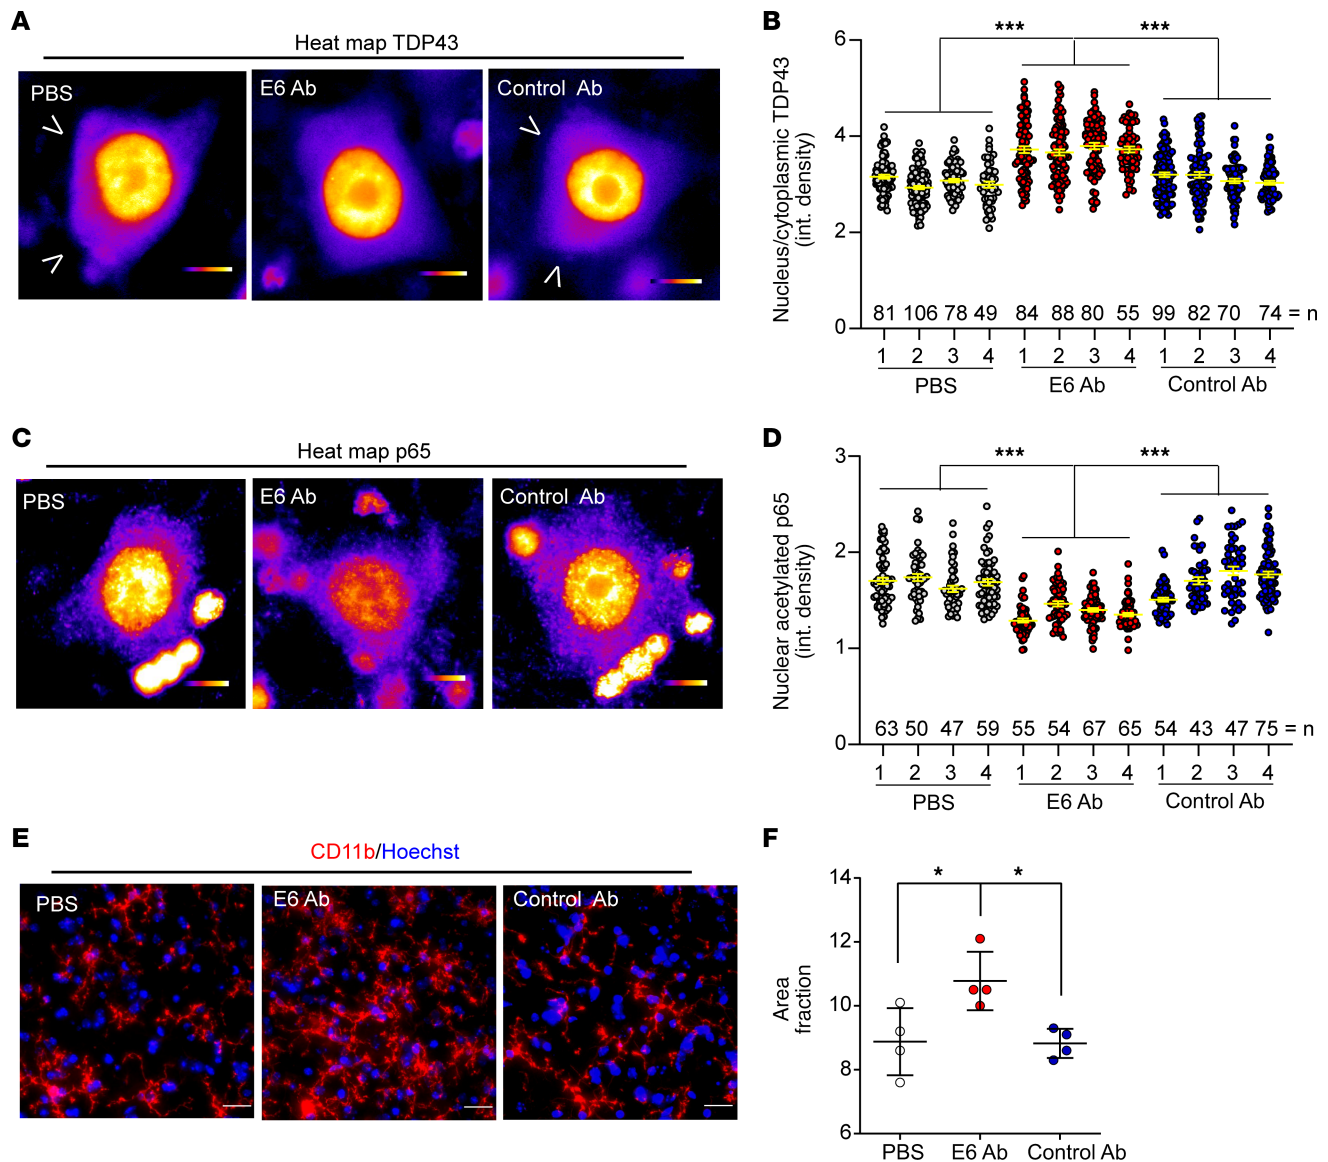 A
Heat map TDP43
PBS
E6 Ab
Control Ab
B
Nucleus/cytoplasmic TDP43
(int. density)
6
4
2
0
*** ***
81 106 78 49 84 88 80 55 99 82 70 74 = n
1 2 3 4 1 2 3 4 1 2 3 4
PBS E6 Ab Control Ab
C
Heat map p65
PBS
E6 Ab
Control Ab
D
Nuclear acetylated p65
(int. density)
3
2
1
0
*** ***
63 50 47 59 55 54 67 65 54 43 47 75 = n
1 2 3 4 1 2 3 4 1 2 3 4
PBS E6 Ab Control Ab
E
CD11b/Hoechst
PBS
E6 Ab
Control Ab
F
Area
fraction
14
12
10
8
6
* *
PBS E6 Ab Control Ab